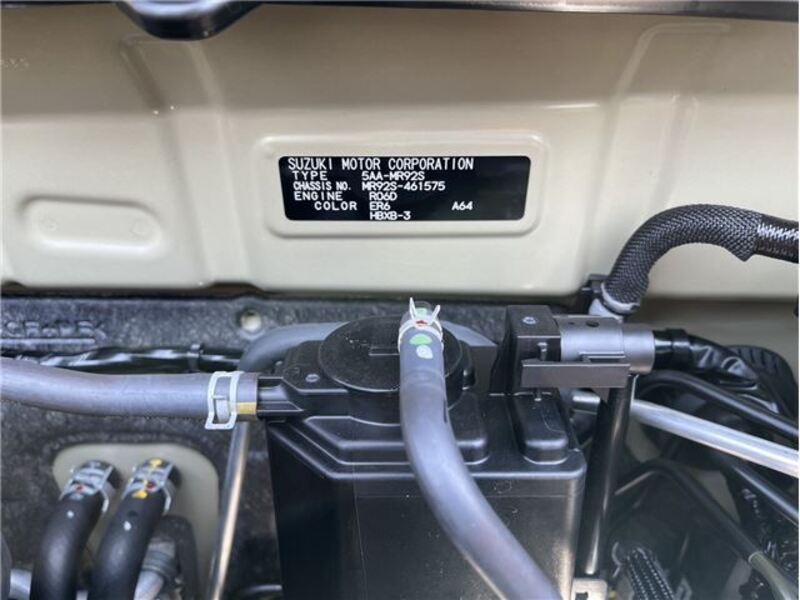 SUZUKI MOTOR CORPORATION
TYPE 5AA-MR92S
CHASSIS NO. MR92S-461575
ENGINE R06D
COLOR ER6 A64
HBXB-3